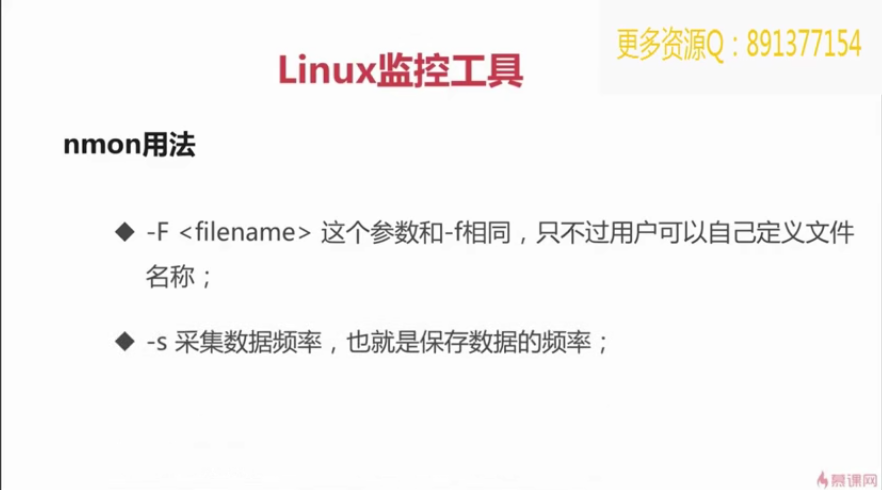 更多资源Q：891377154
Linux监控工具
nmon用法
◆ -F <filename> 这个参数和-f相同，只不过用户可以自己定义文件
名称；
◆ -s 采集数据频率，也就是保存数据的频率；
慕课网